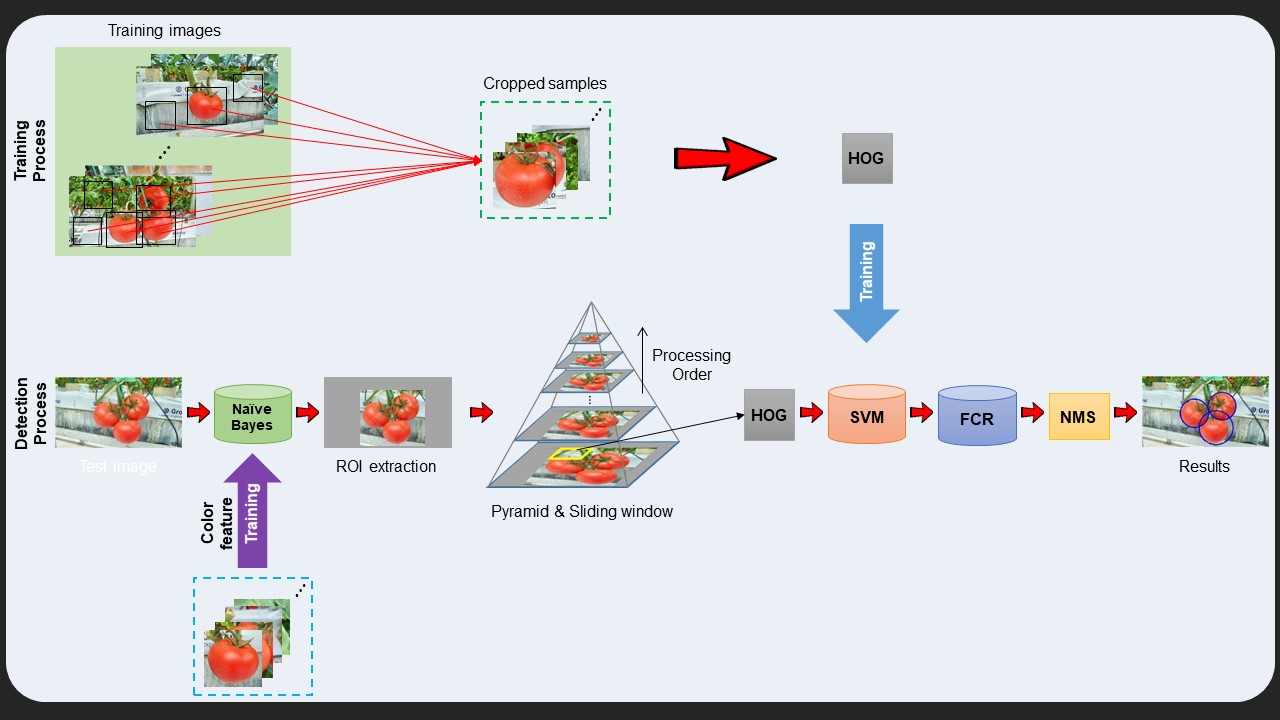 Training images
Cropped samples
Training
Process
HOG
Training
Processing
Order
Detection
Process
Naïve
Bayes
HOG
SVM
FCR
NMS
Test image
ROI extraction
Results
Pyramid & Sliding window
Color
feature
Training